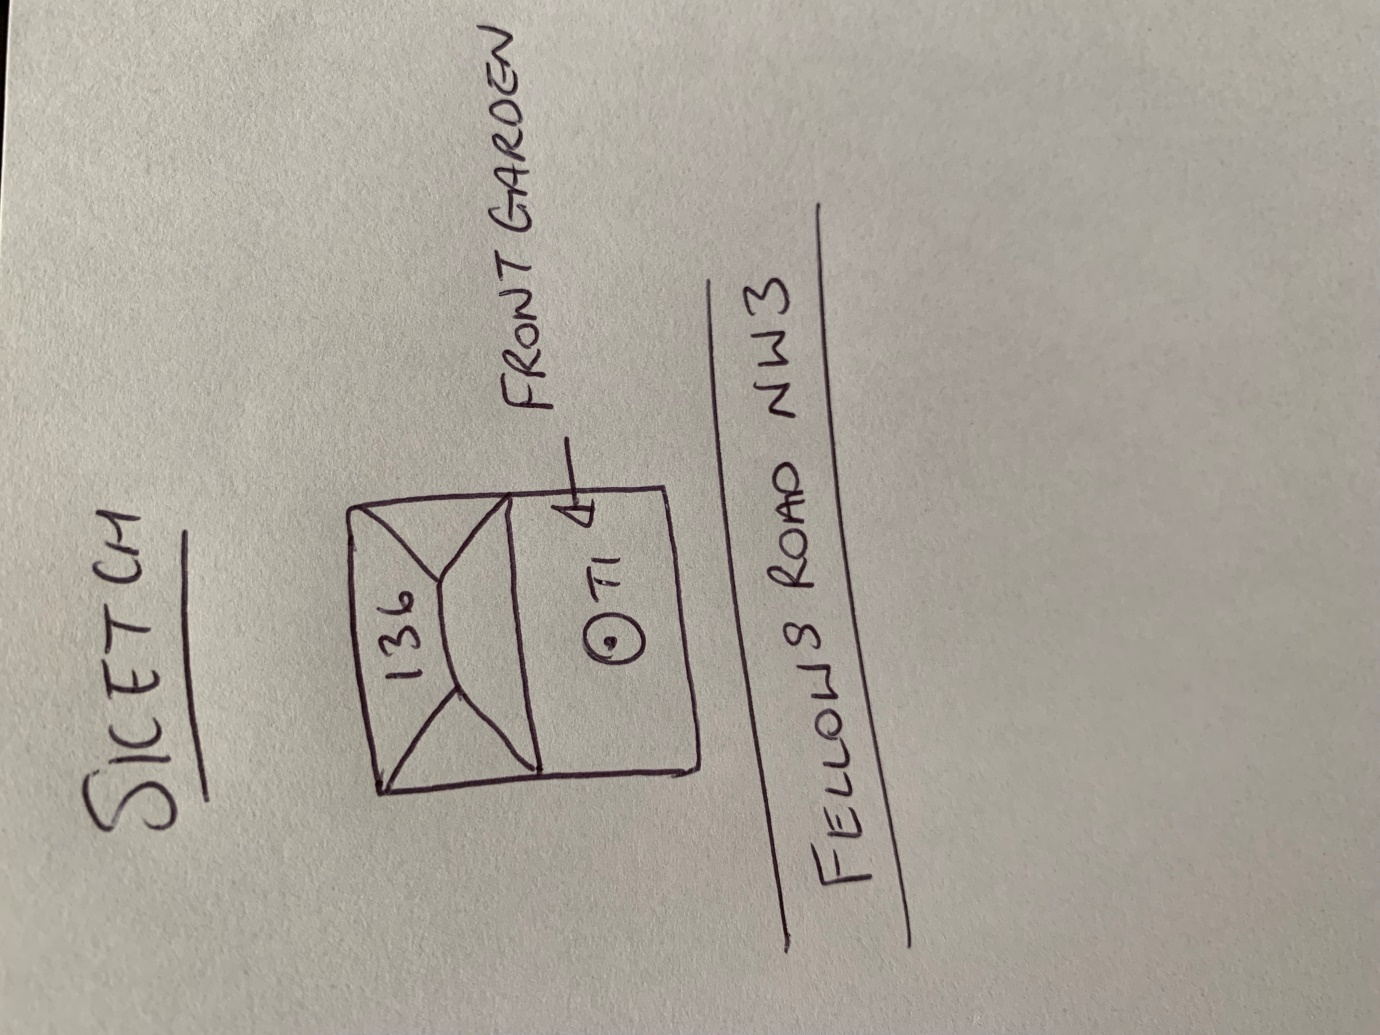 SKETCH
136
FRONT GARDEN
T1
FELLOWS ROAD NW3